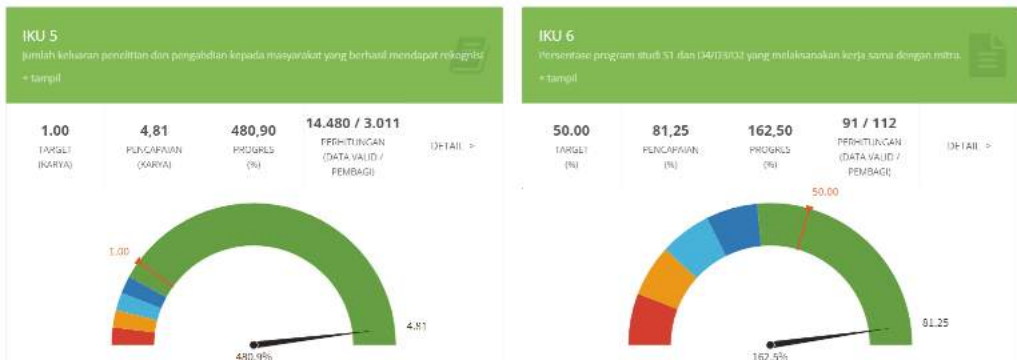 IKU 5
Jumlah keluaran penelitian dan pengabdian kepada masyarakat yang berhasil mendapat rekognisi
+ tampil
1.00
TARGET
(KARYA)
4,81
PENCAPAIAN
(KARYA)
480,90
PROGRES
(%)
14.480 / 3.011
PERHITUNGAN
(DATA VALID /
PEMBAGI)
DETAIL >
1.00
4.81
480.9%
IKU 6
Persentase program studi S1 dan D4/D3/D2 yang melaksanakan kerja sama dengan mitra.
+ tampil
50.00
TARGET
(%)
81,25
PENCAPAIAN
(%)
162,50
PROGRES
(%)
91 / 112
PERHITUNGAN
(DATA VALID /
PEMBAGI)
DETAIL >
50.00
81.25
162.5%